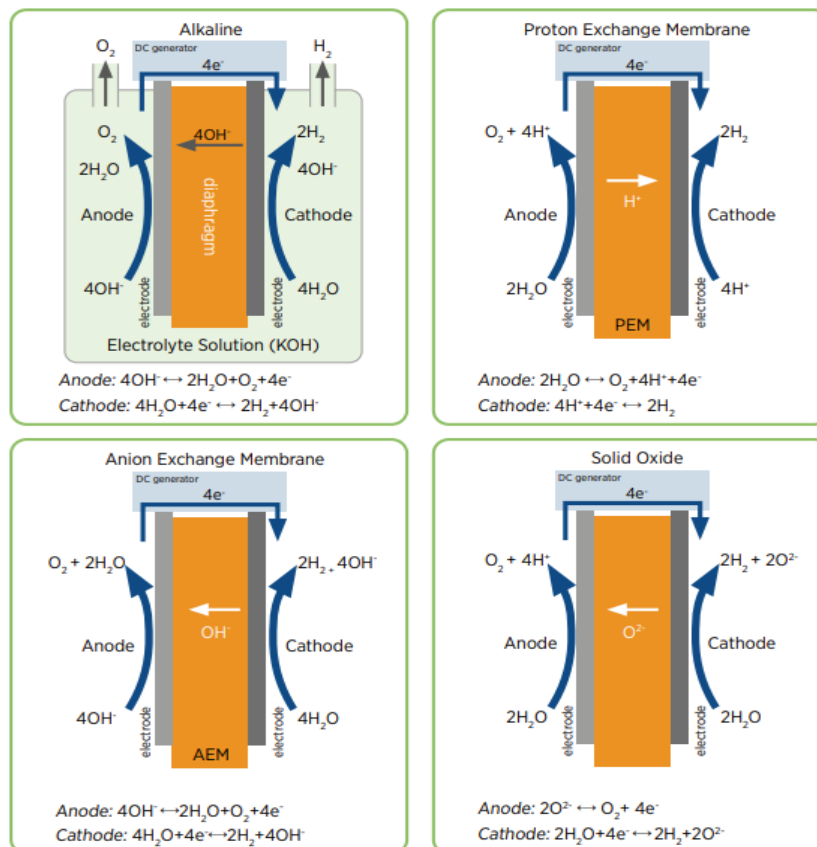 Alkaline
O₂
H₂
DC generator
4e⁻
O₂
4OH⁻
2H₂
2H₂O
4OH⁻
diaphragm
Anode
Cathode
4OH⁻
electrode
electrode
4H₂O
Electrolyte Solution (KOH)
Anode: 4OH⁻ ↔ 2H₂O+O₂+4e⁻
Cathode: 4H₂O+4e⁻ ↔ 2H₂+4OH⁻
Proton Exchange Membrane
DC generator
4e⁻
O₂ + 4H⁺
2H₂
H⁺
Anode
Cathode
2H₂O
electrode
electrode
4H⁺
PEM
Anode: 2H₂O ↔ O₂+4H⁺+4e⁻
Cathode: 4H⁺+4e⁻ ↔ 2H₂
Anion Exchange Membrane
DC generator
4e⁻
O₂ + 2H₂O
2H₂ + 4OH⁻
OH⁻
Anode
Cathode
4OH⁻
electrode
electrode
4H₂O
AEM
Anode: 4OH⁻↔2H₂O+O₂+4e⁻
Cathode: 4H₂O+4e⁻↔2H₂+4OH⁻
Solid Oxide
DC generator
4e⁻
O₂ + 4H⁺
2H₂ + 2O²⁻
O²⁻
Anode
Cathode
2H₂O
electrode
electrode
2H₂O
Anode: 2O²⁻ ↔ O₂+ 4e⁻
Cathode: 2H₂O+4e⁻ ↔2H₂+2O²⁻